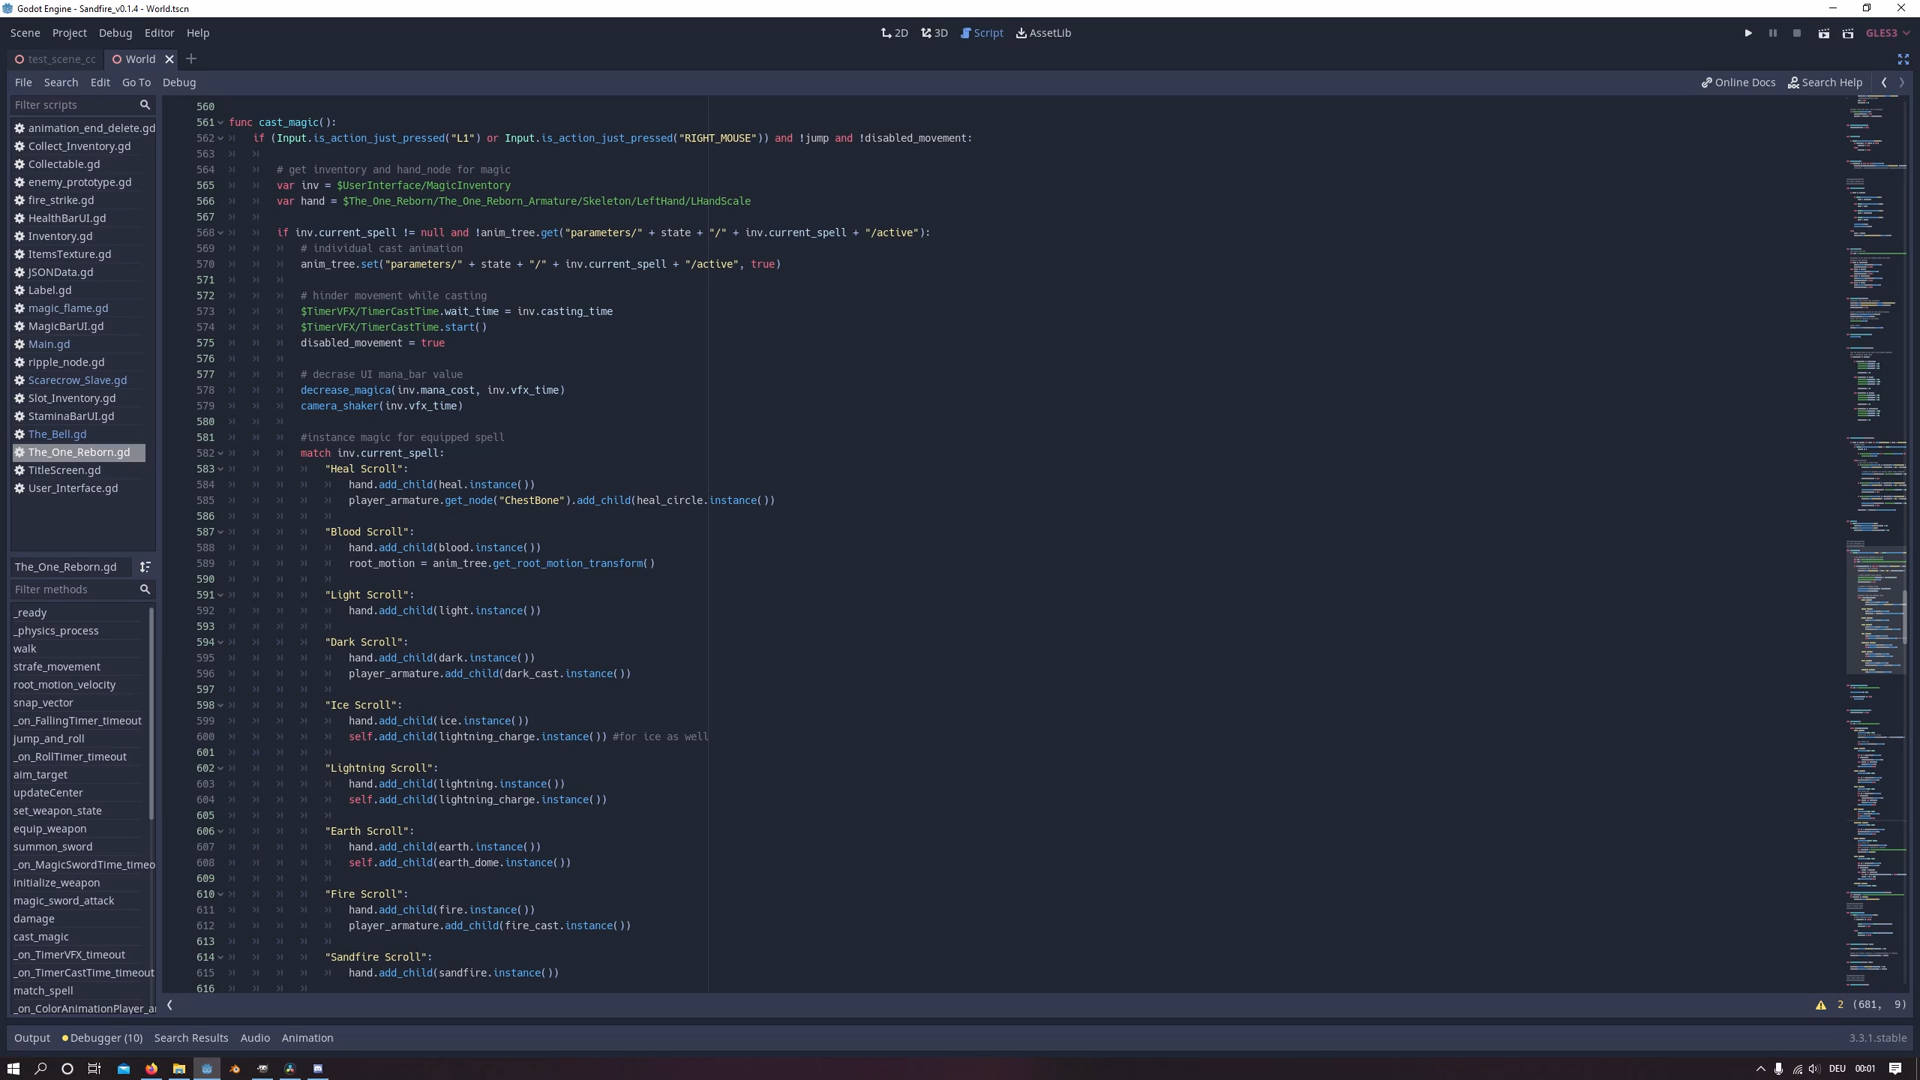 Godot Engine - Sandfire_v0.1.4 - World.tscn
Scene Project Debug Editor Help
2D 3D Script AssetLib
GLES3
test_scene_cc World
File Search Edit Go To Debug
Online Docs Search Help
Filter scripts
animation_end_delete.gd
Collect_Inventory.gd
Collectable.gd
enemy_prototype.gd
fire_strike.gd
HealthBarUI.gd
Inventory.gd
ItemsTexture.gd
JSONData.gd
Label.gd
magic_flame.gd
MagicBarUI.gd
Main.gd
ripple_node.gd
Scarecrow_Slave.gd
Slot_Inventory.gd
StaminaBarUI.gd
The_Bell.gd
The_One_Reborn.gd
TitleScreen.gd
User_Interface.gd
The_One_Reborn.gd
Filter methods
_ready
_physics_process
walk
strafe_movement
root_motion_velocity
snap_vector
_on_FallingTimer_timeout
jump_and_roll
_on_RollTimer_timeout
aim_target
updateCenter
set_weapon_state
equip_weapon
summon_sword
_on_MagicSwordTime_timeo
initialize_weapon
magic_sword_attack
damage
cast_magic
_on_TimerVFX_timeout
_on_TimerCastTime_timeout
match_spell
_on_ColorAnimationPlayer_a
560
561 func cast_magic():
562 if (Input.is_action_just_pressed("L1") or Input.is_action_just_pressed("RIGHT_MOUSE")) and !jump and !disabled_movement:
563
564 # get inventory and hand_node for magic
565 var inv = $UserInterface/MagicInventory
566 var hand = $The_One_Reborn/The_One_Reborn_Armature/Skeleton/LeftHand/LHandScale
567
568 if inv.current_spell != null and !anim_tree.get("parameters/" + state + "/" + inv.current_spell + "/active"):
569 # individual cast animation
570 anim_tree.set("parameters/" + state + "/" + inv.current_spell + "/active", true)
571
572 # hinder movement while casting
573 $TimerVFX/TimerCastTime.wait_time = inv.casting_time
574 $TimerVFX/TimerCastTime.start()
575 disabled_movement = true
576
577 # decrase UI mana_bar value
578 decrease_magica(inv.mana_cost, inv.vfx_time)
579 camera_shaker(inv.vfx_time)
580
581 #instance magic for equipped spell
582 match inv.current_spell:
583 "Heal Scroll":
584 hand.add_child(heal.instance())
585 player_armature.get_node("ChestBone").add_child(heal_circle.instance())
586
587 "Blood Scroll":
588 hand.add_child(blood.instance())
589 root_motion = anim_tree.get_root_motion_transform()
590
591 "Light Scroll":
592 hand.add_child(light.instance())
593
594 "Dark Scroll":
595 hand.add_child(dark.instance())
596 player_armature.add_child(dark_cast.instance())
597
598 "Ice Scroll":
599 hand.add_child(ice.instance())
600 self.add_child(lightning_charge.instance()) #for ice as well
601
602 "Lightning Scroll":
603 hand.add_child(lightning.instance())
604 self.add_child(lightning_charge.instance())
605
606 "Earth Scroll":
607 hand.add_child(earth.instance())
608 self.add_child(earth_dome.instance())
609
610 "Fire Scroll":
611 hand.add_child(fire.instance())
612 player_armature.add_child(fire_cast.instance())
613
614 "Sandfire Scroll":
615 hand.add_child(sandfire.instance())
616
2 (681, 9)
Output Debugger (10) Search Results Audio Animation
3.3.1.stable
DEU 00:01